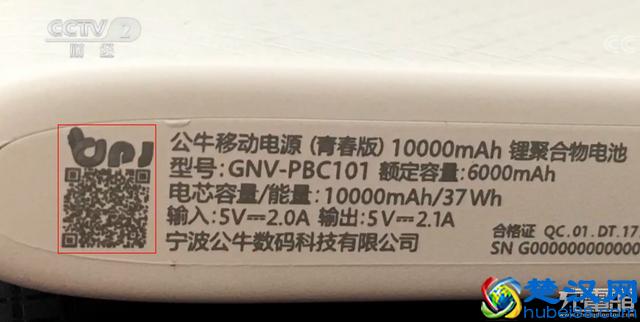 CCTV 2
财经
公牛移动电源 (青春版) 10000mAh 锂聚合物电池
型号:GNV-PBC101 额定容量:6000mAh
电芯容量/能量:10000mAh/37Wh
输入:5V⎓2.0A 输出:5V⎓2.1A
宁波公牛数码科技有限公司
合格证 QC.01.DT.17
SN G000000000000
楚汉网